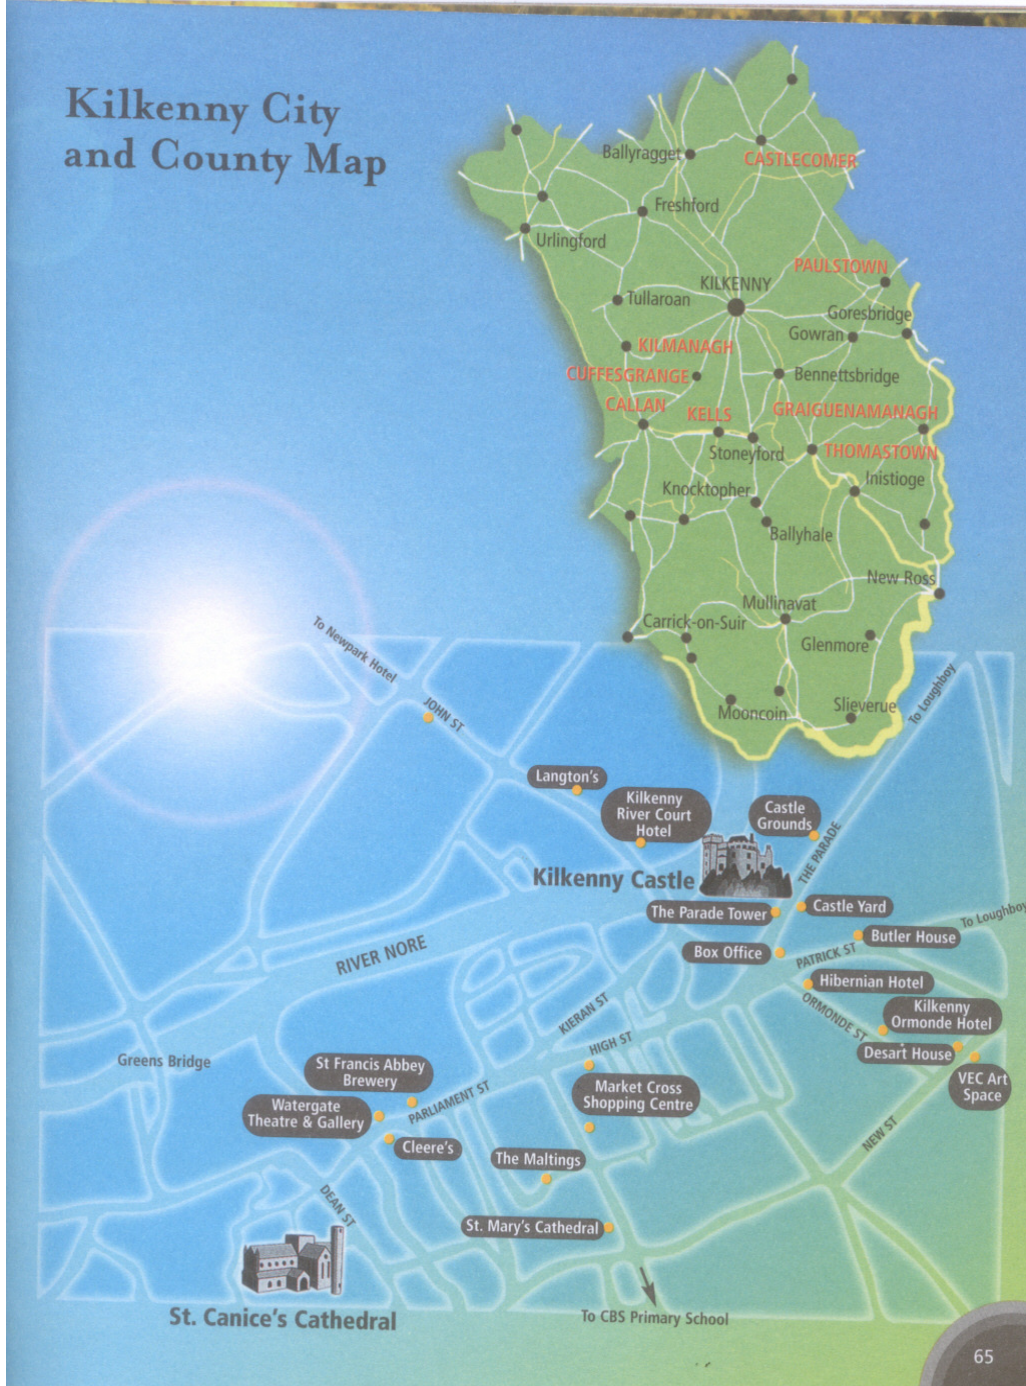 Kilkenny City
and County Map
Ballyragget
CASTLECOMER
Freshford
Urlingford
PAULSTOWN
KILKENNY
Tullaroan
Goresbridge
Gowran
KILMANAGH
CUFFESGRANGE
Bennettsbridge
CALLAN
KELLS
GRAIGUENAMANAGH
Stoneyford
THOMASTOWN
Inistioge
Knocktopher
Ballyhale
New Ross
Mullinavat
Carrick-on-Suir
Glenmore
Mooncoin
Slieverue
To Newpark Hotel
JOHN ST
To Loughboy
Langton's
Kilkenny
River Court
Hotel
Castle
Grounds
THE PARADE
Kilkenny Castle
The Parade Tower
Castle Yard
To Loughboy
Butler House
Box Office
PATRICK ST
RIVER NORE
Hibernian Hotel
ORMONDE ST
Kilkenny
Ormonde Hotel
KIERAN ST
HIGH ST
Desart House
VEC Art
Space
Greens Bridge
St Francis Abbey
Brewery
PARLIAMENT ST
Market Cross
Shopping Centre
Watergate
Theatre & Gallery
Cleere's
NEW ST
The Maltings
DEAN ST
St. Mary's Cathedral
St. Canice's Cathedral
To CBS Primary School
65